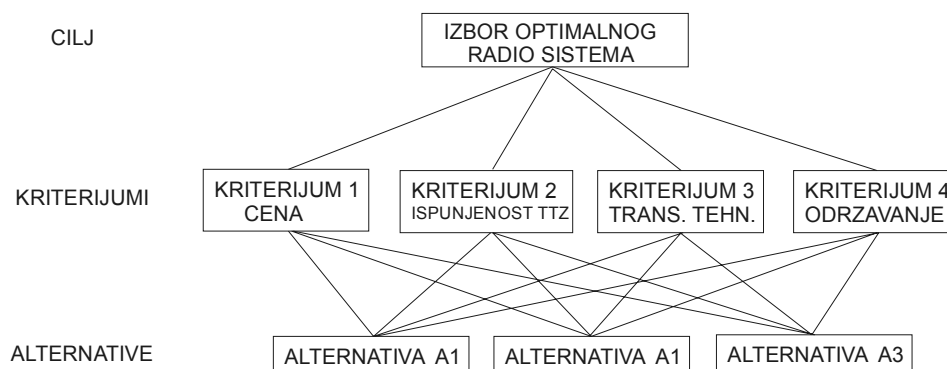 CILJ
IZBOR OPTIMALNOG
RADIO SISTEMA
KRITERIJUMI
KRITERIJUM 1
CENA
KRITERIJUM 2
ISPUNJENOST TTZ
KRITERIJUM 3
TRANS. TEHN.
KRITERIJUM 4
ODRZAVANJE
ALTERNATIVE
ALTERNATIVA A1
ALTERNATIVA A1
ALTERNATIVA A3